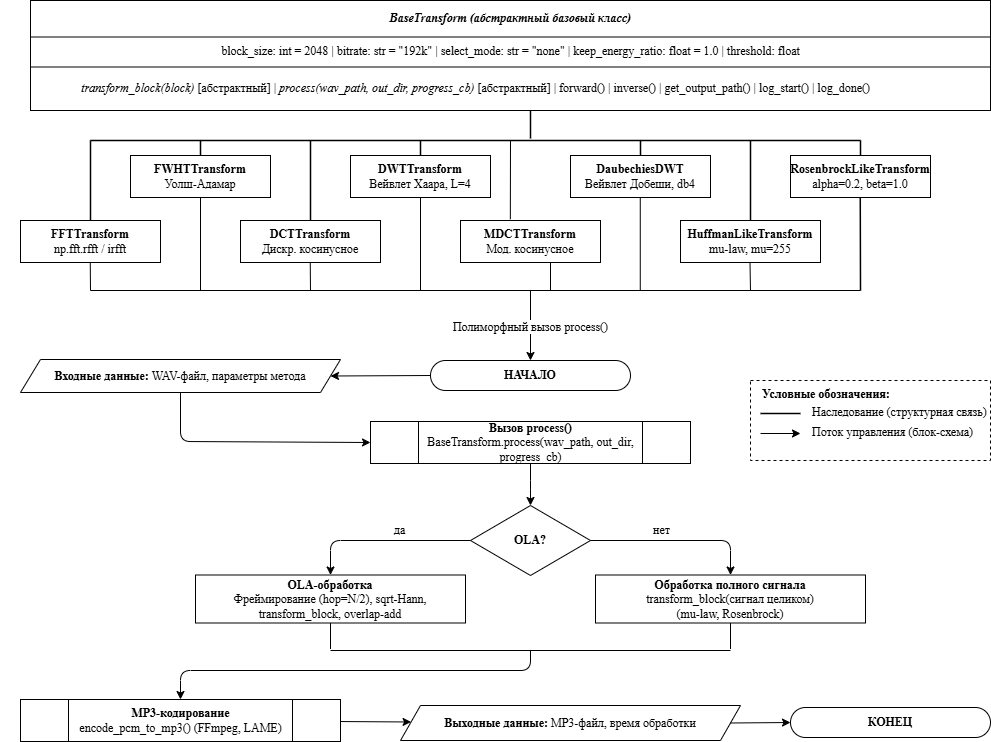 BaseTransform (абстрактный базовый класс)
block_size: int = 2048 | bitrate: str = "192k" | select_mode: str = "none" | keep_energy_ratio: float = 1.0 | threshold: float
transform_block(block) [абстрактный] | process(wav_path, out_dir, progress_cb) [абстрактный] | forward() | inverse() | get_output_path() | log_start() | log_done()
FWHTTransform
Уолш-Адамар
DWTTransform
Вейвлет Хаара, L=4
DaubechiesDWT
Вейвлет Добеши, db4
RosenbrockLikeTransform
alpha=0.2, beta=1.0
FFTTransform
np.fft.rfft / irfft
DCTTransform
Дискр. косинусное
MDCTTransform
Мод. косинусное
HuffmanLikeTransform
mu-law, mu=255
Полиморфный вызов process()
Входные данные: WAV-файл, параметры метода
НАЧАЛО
Условные обозначения:
Наследование (структурная связь)
Поток управления (блок-схема)
Вызов process()
BaseTransform.process(wav_path, out_dir,
progress_cb)
OLA?
да
нет
OLA-обработка
Фреймирование (hop=N/2), sqrt-Hann,
transform_block, overlap-add
Обработка полного сигнала
transform_block(сигнал целиком)
(mu-law, Rosenbrock)
MP3-кодирование
encode_pcm_to_mp3() (FFmpeg, LAME)
Выходные данные: MP3-файл, время обработки
КОНЕЦ